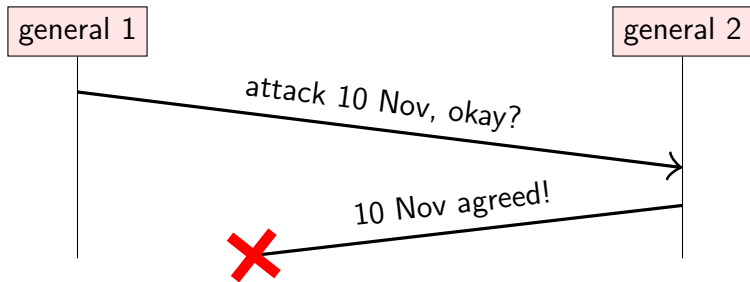 general 1
general 2
attack 10 Nov, okay?
10 Nov agreed!